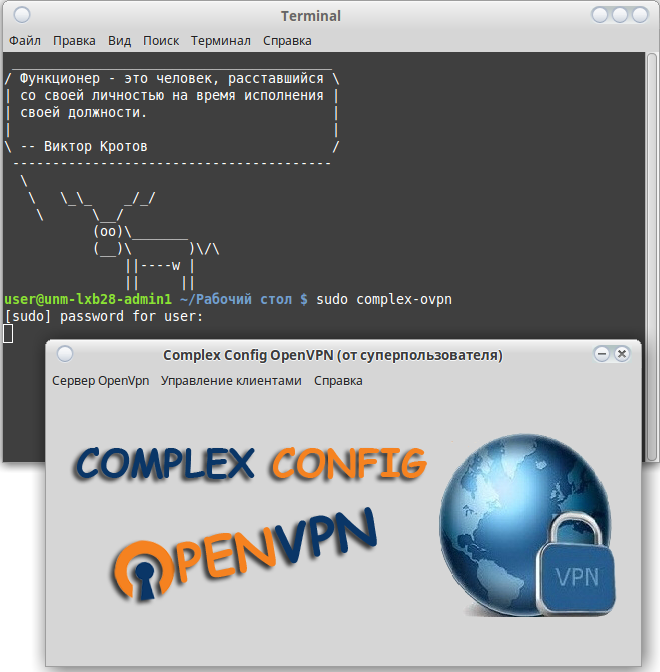 Terminal
Файл Правка Вид Поиск Терминал Справка
/ Функционер - это человек, расставшийся \
| со своей личностью на время исполнения |
| своей должности. |
| |
\ -- Виктор Кротов /
----------------------------------------
\
\ \_\_ _/_/
\ \__/
(oo)\_______
(__)\ )\/\
||----w |
|| ||
user@unm-lxb28-admin1 ~/Рабочий стол $ sudo complex-ovpn
[sudo] password for user:
Complex Config OpenVPN (от суперпользователя)
Сервер OpenVpn Управление клиентами Справка
COMPLEX CONFIG
OPENVPN
VPN